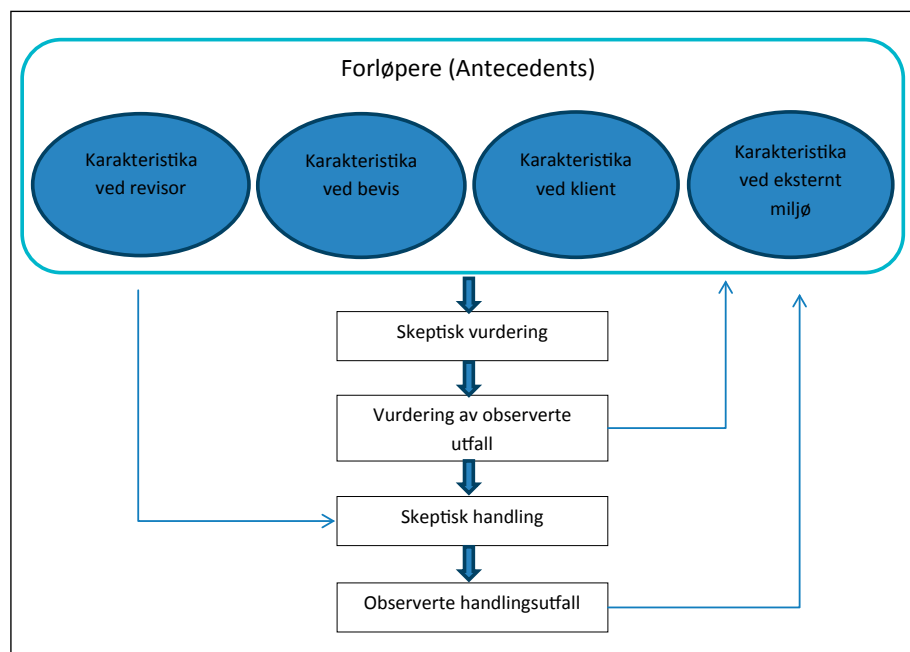 Forløpere (Antecedents)
Karakteristika
ved revisor
Karakteristika
ved bevis
Karakteristika
ved klient
Karakteristika
ved eksternt
miljø
Skeptisk vurdering
Vurdering av observerte
utfall
Skeptisk handling
Observerte handlingsutfall